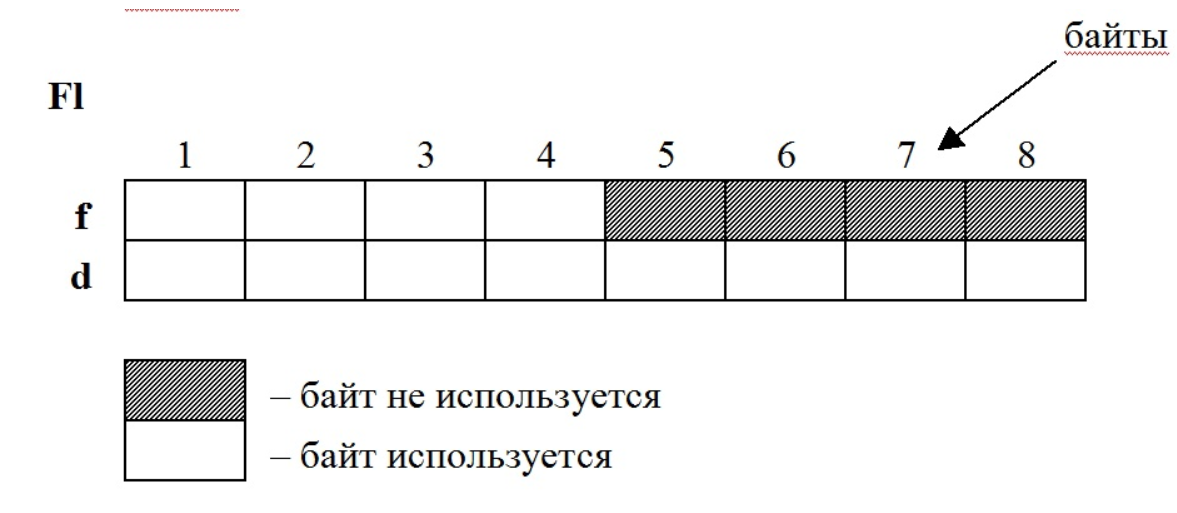 байты
Fl
1 2 3 4 5 6 7 8
f
d
– байт не используется
– байт используется